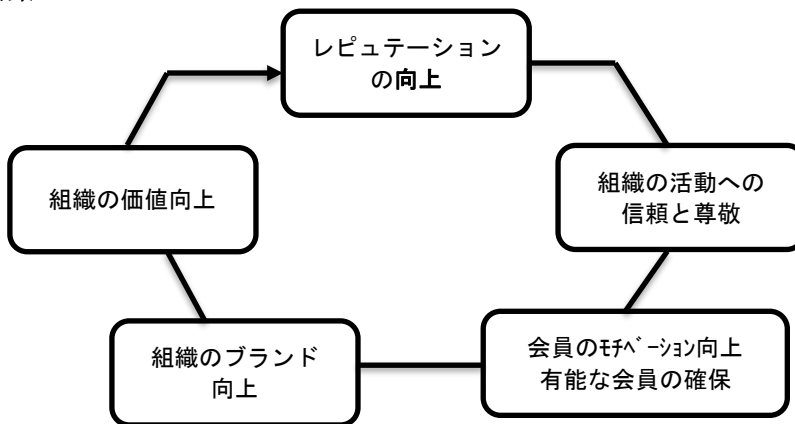 レピュテーション
の向上
組織の活動への
信頼と尊敬
会員のﾓﾁﾍﾞｰｼｮﾝ向上
有能な会員の確保
組織のブランド
向上
組織の価値向上